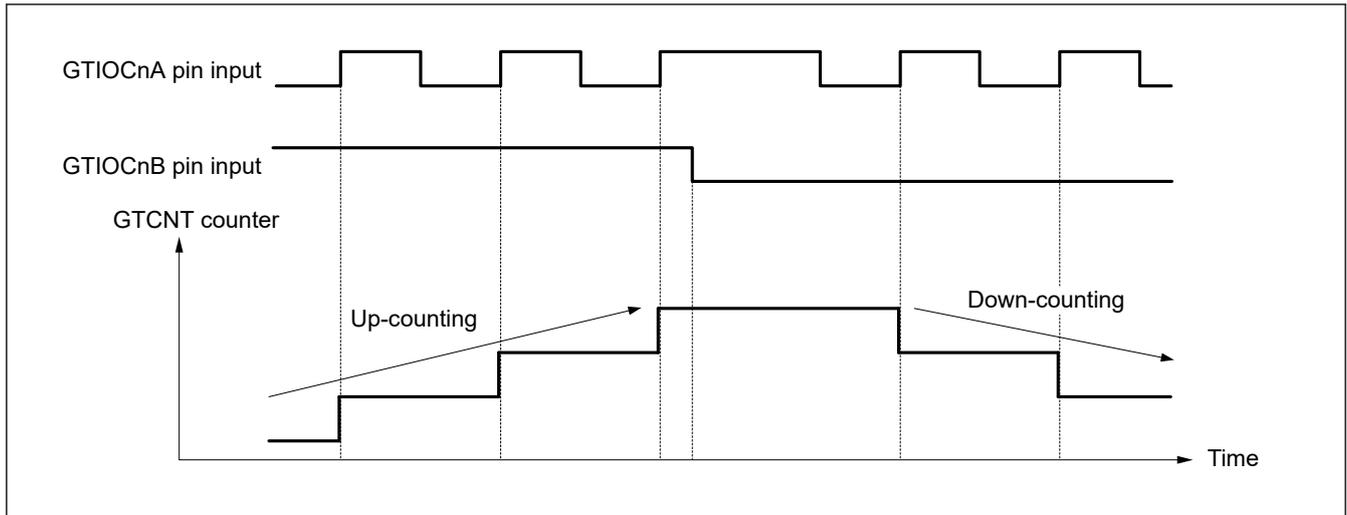 GTIOCnA pin input
GTIOCnB pin input
GTCNT counter
Up-counting
Down-counting
Time